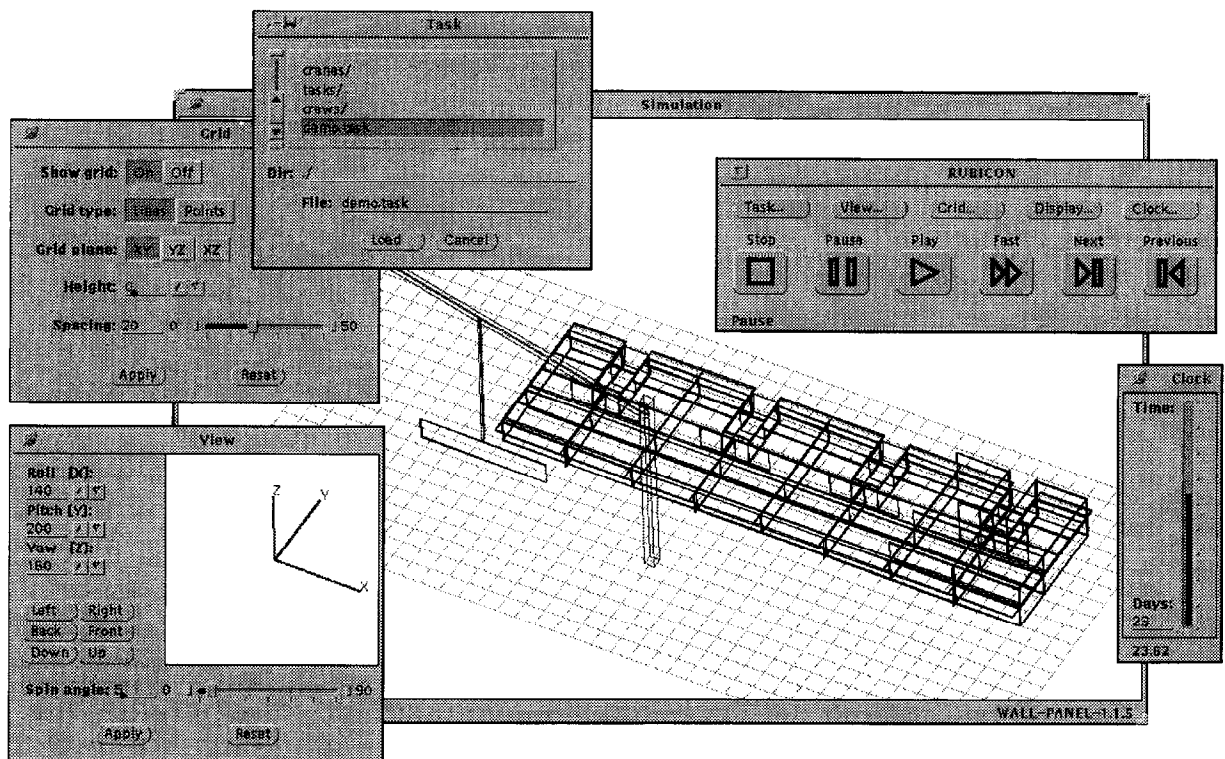 Task
cranes/
tasks/
crews/
demo.task
Dir: ./
File: demo.task
Load Cancel
Simulation
Grid
Show grid: On Off
Grid type: Lines Points
Grid plane: XY YZ XZ
Height: 0
Spacing: 20 0 50
Apply Reset
RUBICON
Task... View... Grid... Display... Clock...
Stop Pause Play Fast Next Previous
Pause
View
Roll [X]:
140
Pitch [Y]:
200
Yaw [Z]:
180
Left Right
Back Front
Down Up
Z Y
X
Spin angle: 0 90
Apply Reset
Clock
Time:
Days:
23
23.62
WALL-PANEL-1.1.5